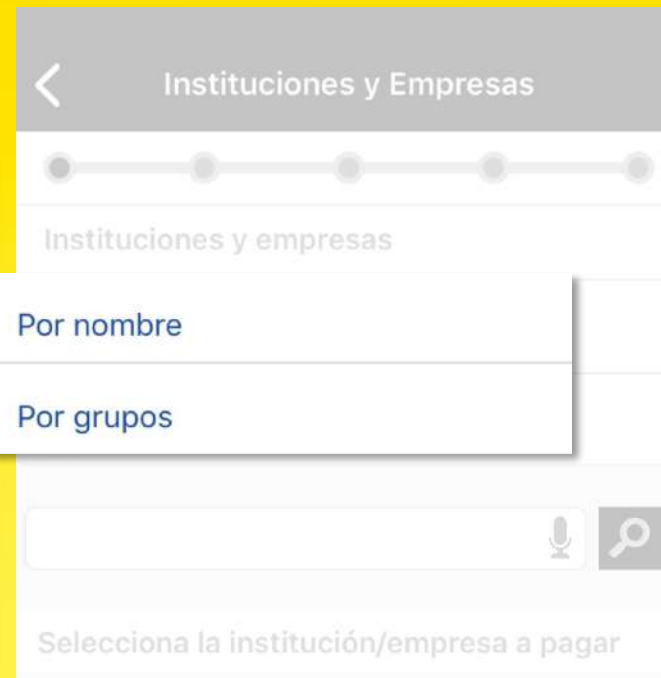 Instituciones y Empresas
Instituciones y empresas
Por nombre
Por grupos
Selecciona la institución/empresa a pagar